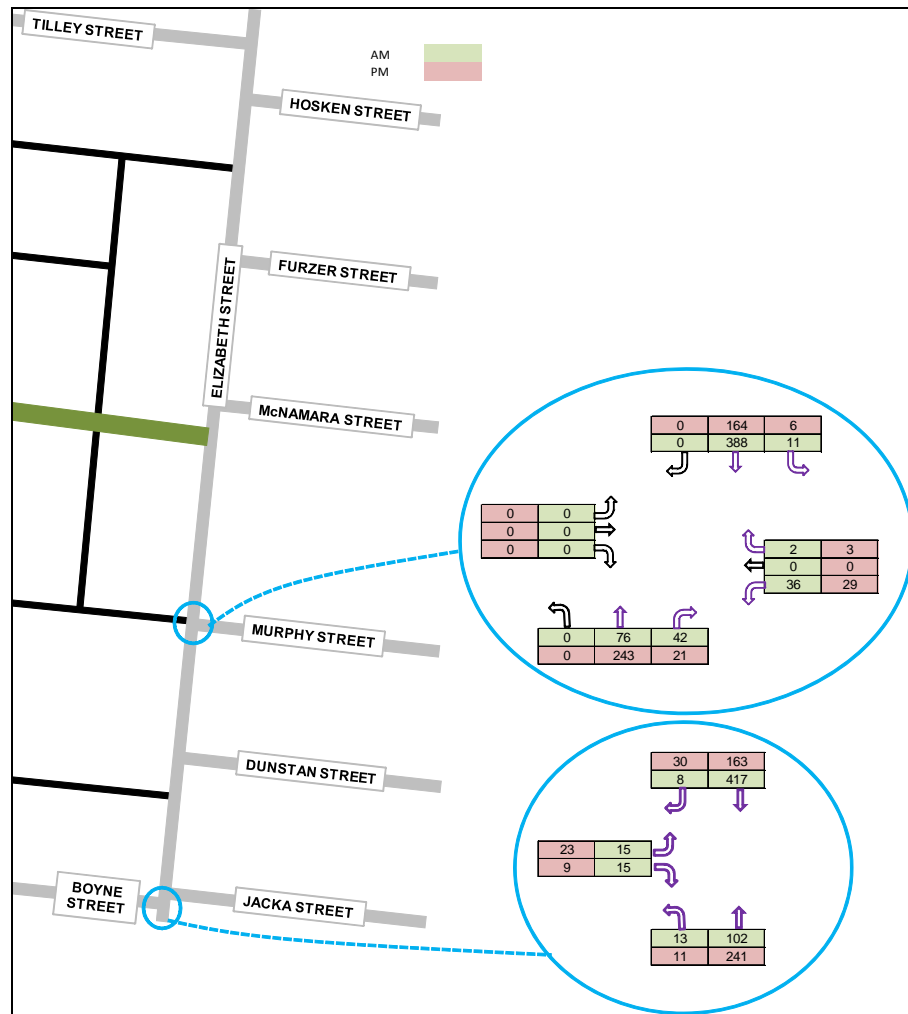 TILLEY STREET
AM
PM
HOSKEN STREET
FURZER STREET
ELIZABETH STREET
McNAMARA STREET
0 164 6
0 388 11
0 0
0 0
0 0
2 3
0 0
36 29
0 76 42
0 243 21
MURPHY STREET
DUNSTAN STREET
30 163
8 417
23 15
9 15
BOYNE
STREET
JACKA STREET
13 102
11 241